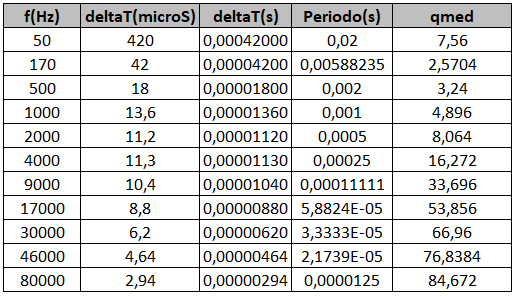 f(Hz) deltaT(microS) deltaT(s) Periodo(s) qmed
50 420 0,00042000 0,02 7,56
170 42 0,00004200 0,00588235 2,5704
500 18 0,00001800 0,002 3,24
1000 13,6 0,00001360 0,001 4,896
2000 11,2 0,00001120 0,0005 8,064
4000 11,3 0,00001130 0,00025 16,272
9000 10,4 0,00001040 0,00011111 33,696
17000 8,8 0,00000880 5,8824E-05 53,856
30000 6,2 0,00000620 3,3333E-05 66,96
46000 4,64 0,00000464 2,1739E-05 76,8384
80000 2,94 0,00000294 0,0000125 84,672